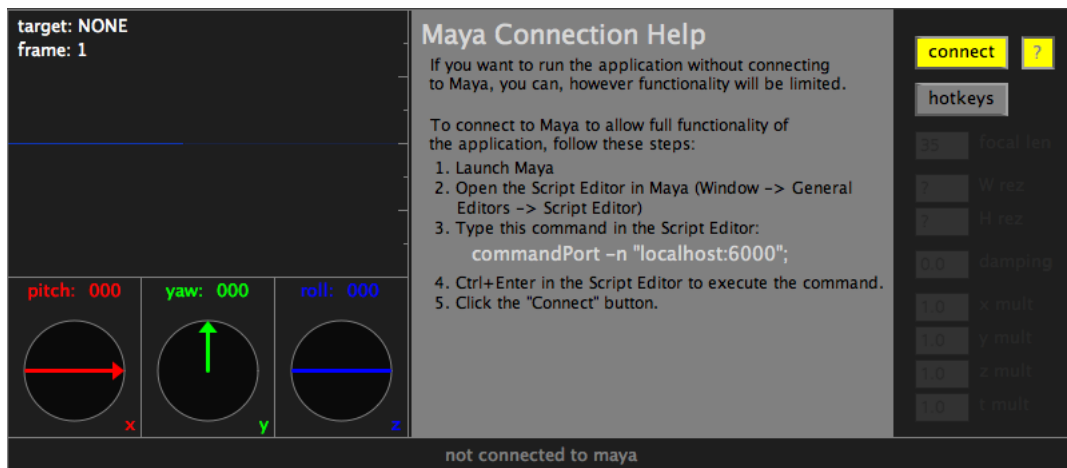 target: NONE
frame: 1
pitch: 000
yaw: 000
roll: 000
x
y
z
Maya Connection Help
If you want to run the application without connecting
to Maya, you can, however functionality will be limited.
To connect to Maya to allow full functionality of
the application, follow these steps:
1. Launch Maya
2. Open the Script Editor in Maya (Window -> General
Editors -> Script Editor)
3. Type this command in the Script Editor:
commandPort -n "localhost:6000";
4. Ctrl+Enter in the Script Editor to execute the command.
5. Click the "Connect" button.
connect ?
hotkeys
35 focal len
? W rez
? H rez
0.0 damping
1.0 x mult
1.0 y mult
1.0 z mult
1.0 t mult
not connected to maya